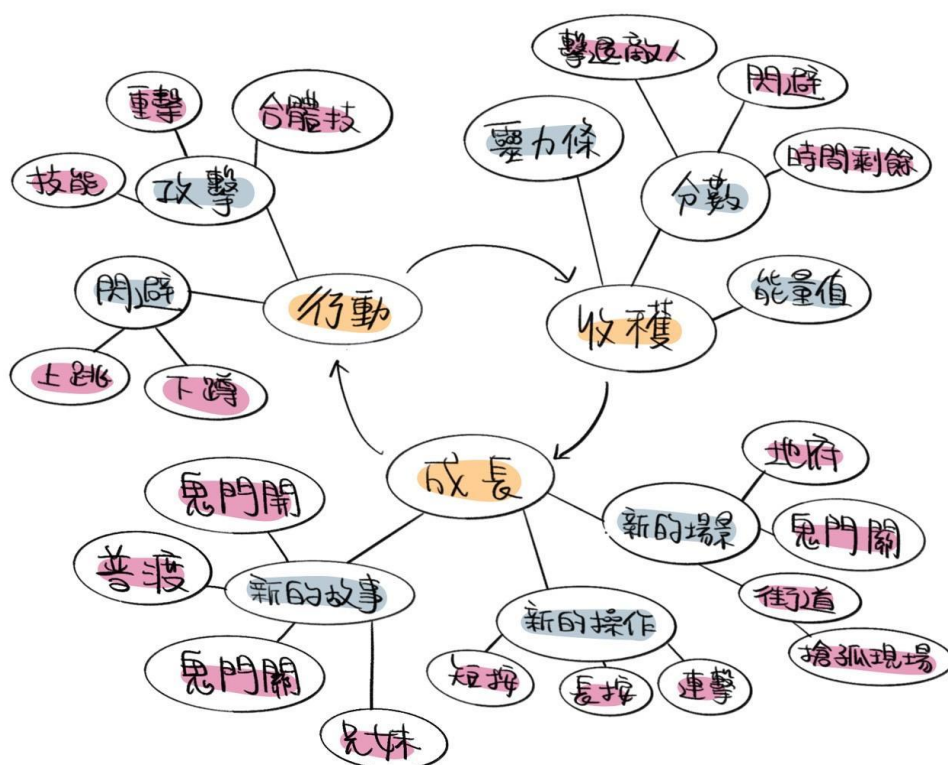 擊退敵人
閃避
重擊
合體技
靈力條
時間剩餘
技能
攻擊
分數
閃避
行動
能量值
收穫
上跳
下蹲
成長
地府
鬼門開
新的場景
鬼門關
普渡
新的故事
街道
新的操作
鬼門關
短按
長按
連擊
搶孤現場
兄妹